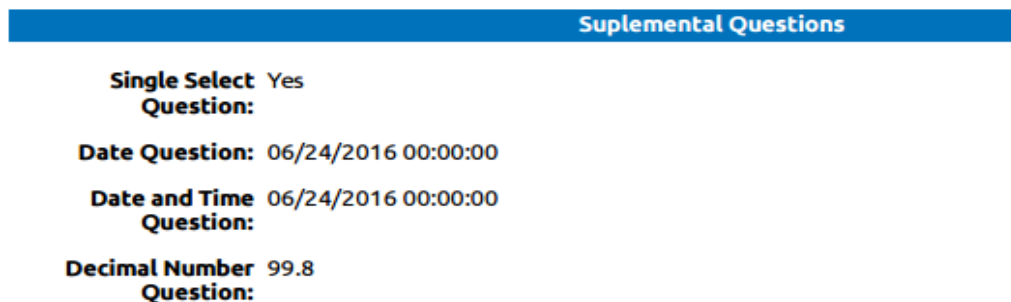 Suplemental Questions
Single Select Yes
Question:
Date Question: 06/24/2016 00:00:00
Date and Time 06/24/2016 00:00:00
Question:
Decimal Number 99.8
Question: